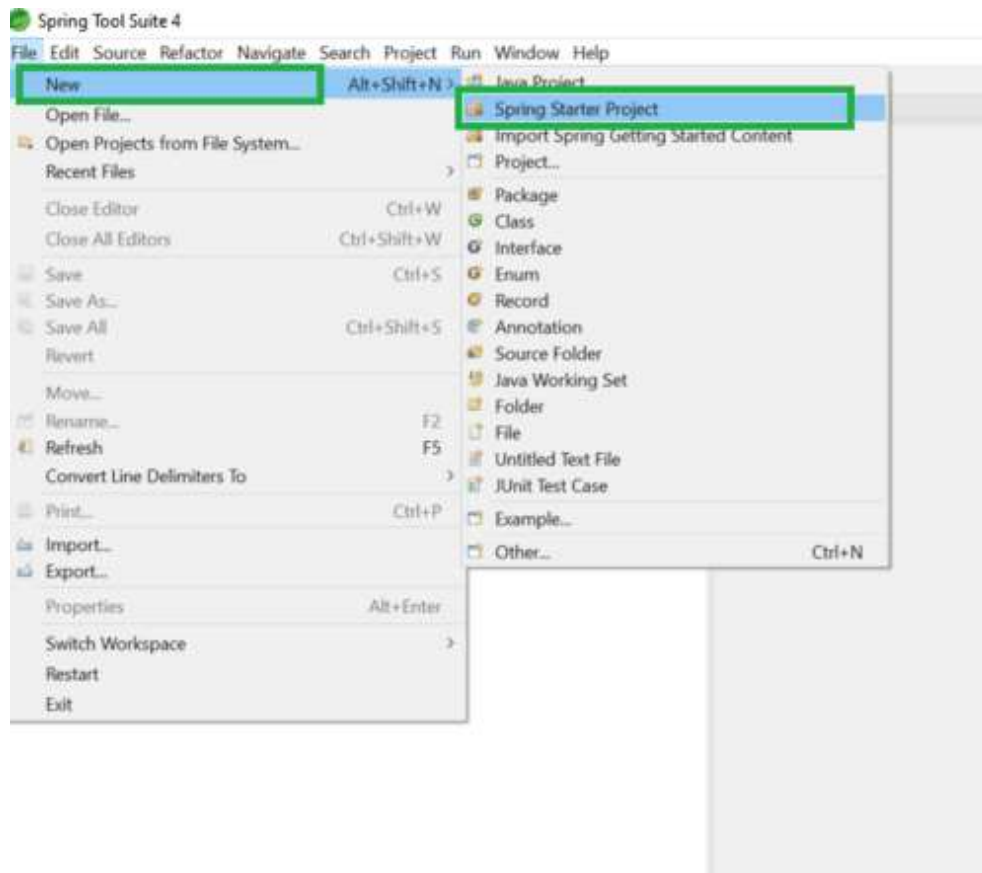 Spring Tool Suite 4
File Edit Source Refactor Navigate Search Project Run Window Help
New Alt+Shift+N >
Open File...
Open Projects from File System...
Recent Files >
Close Editor Ctrl+W
Close All Editors Ctrl+Shift+W
Save Ctrl+S
Save As...
Save All Ctrl+Shift+S
Revert
Move...
Rename... F2
Refresh F5
Convert Line Delimiters To >
Print... Ctrl+P
Import...
Export...
Properties Alt+Enter
Switch Workspace >
Restart
Exit
Java Project
Spring Starter Project
Import Spring Getting Started Content
Project...
Package
Class
Interface
Enum
Record
Annotation
Source Folder
Java Working Set
Folder
File
Untitled Text File
JUnit Test Case
Example...
Other... Ctrl+N